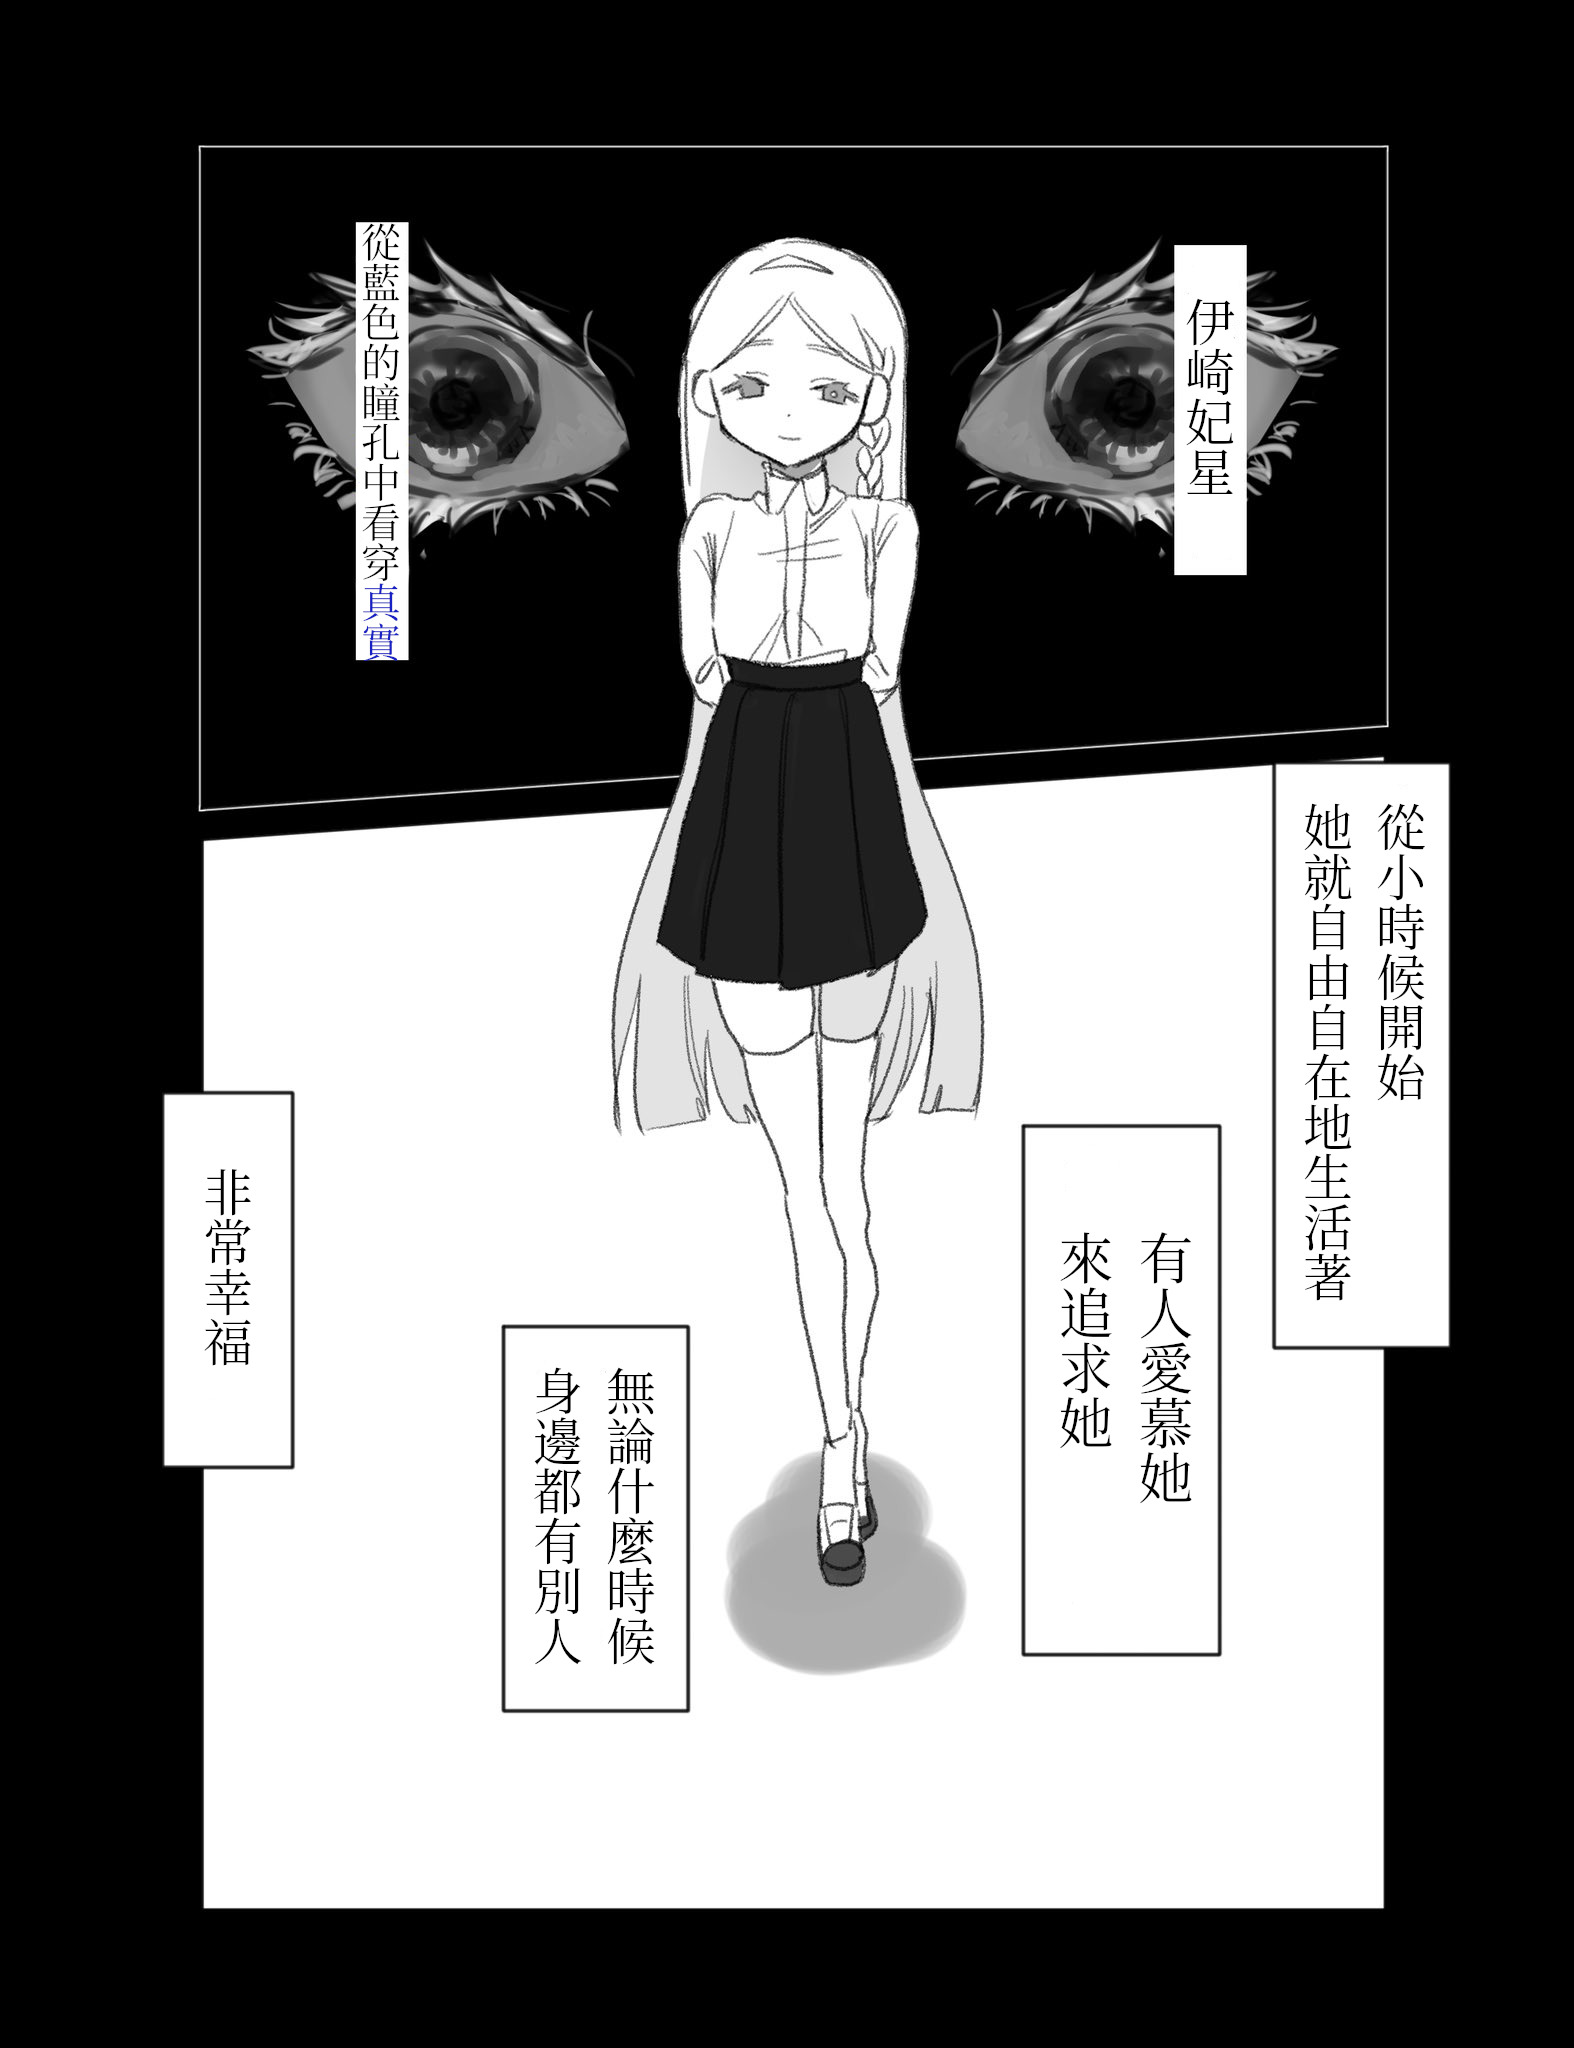 伊崎妃星
從藍色的瞳孔中看穿真實
從小時候開始
她就自由自在地生活著
有人愛慕她
來追求她
無論什麼時候
身邊都有別人
非常幸福